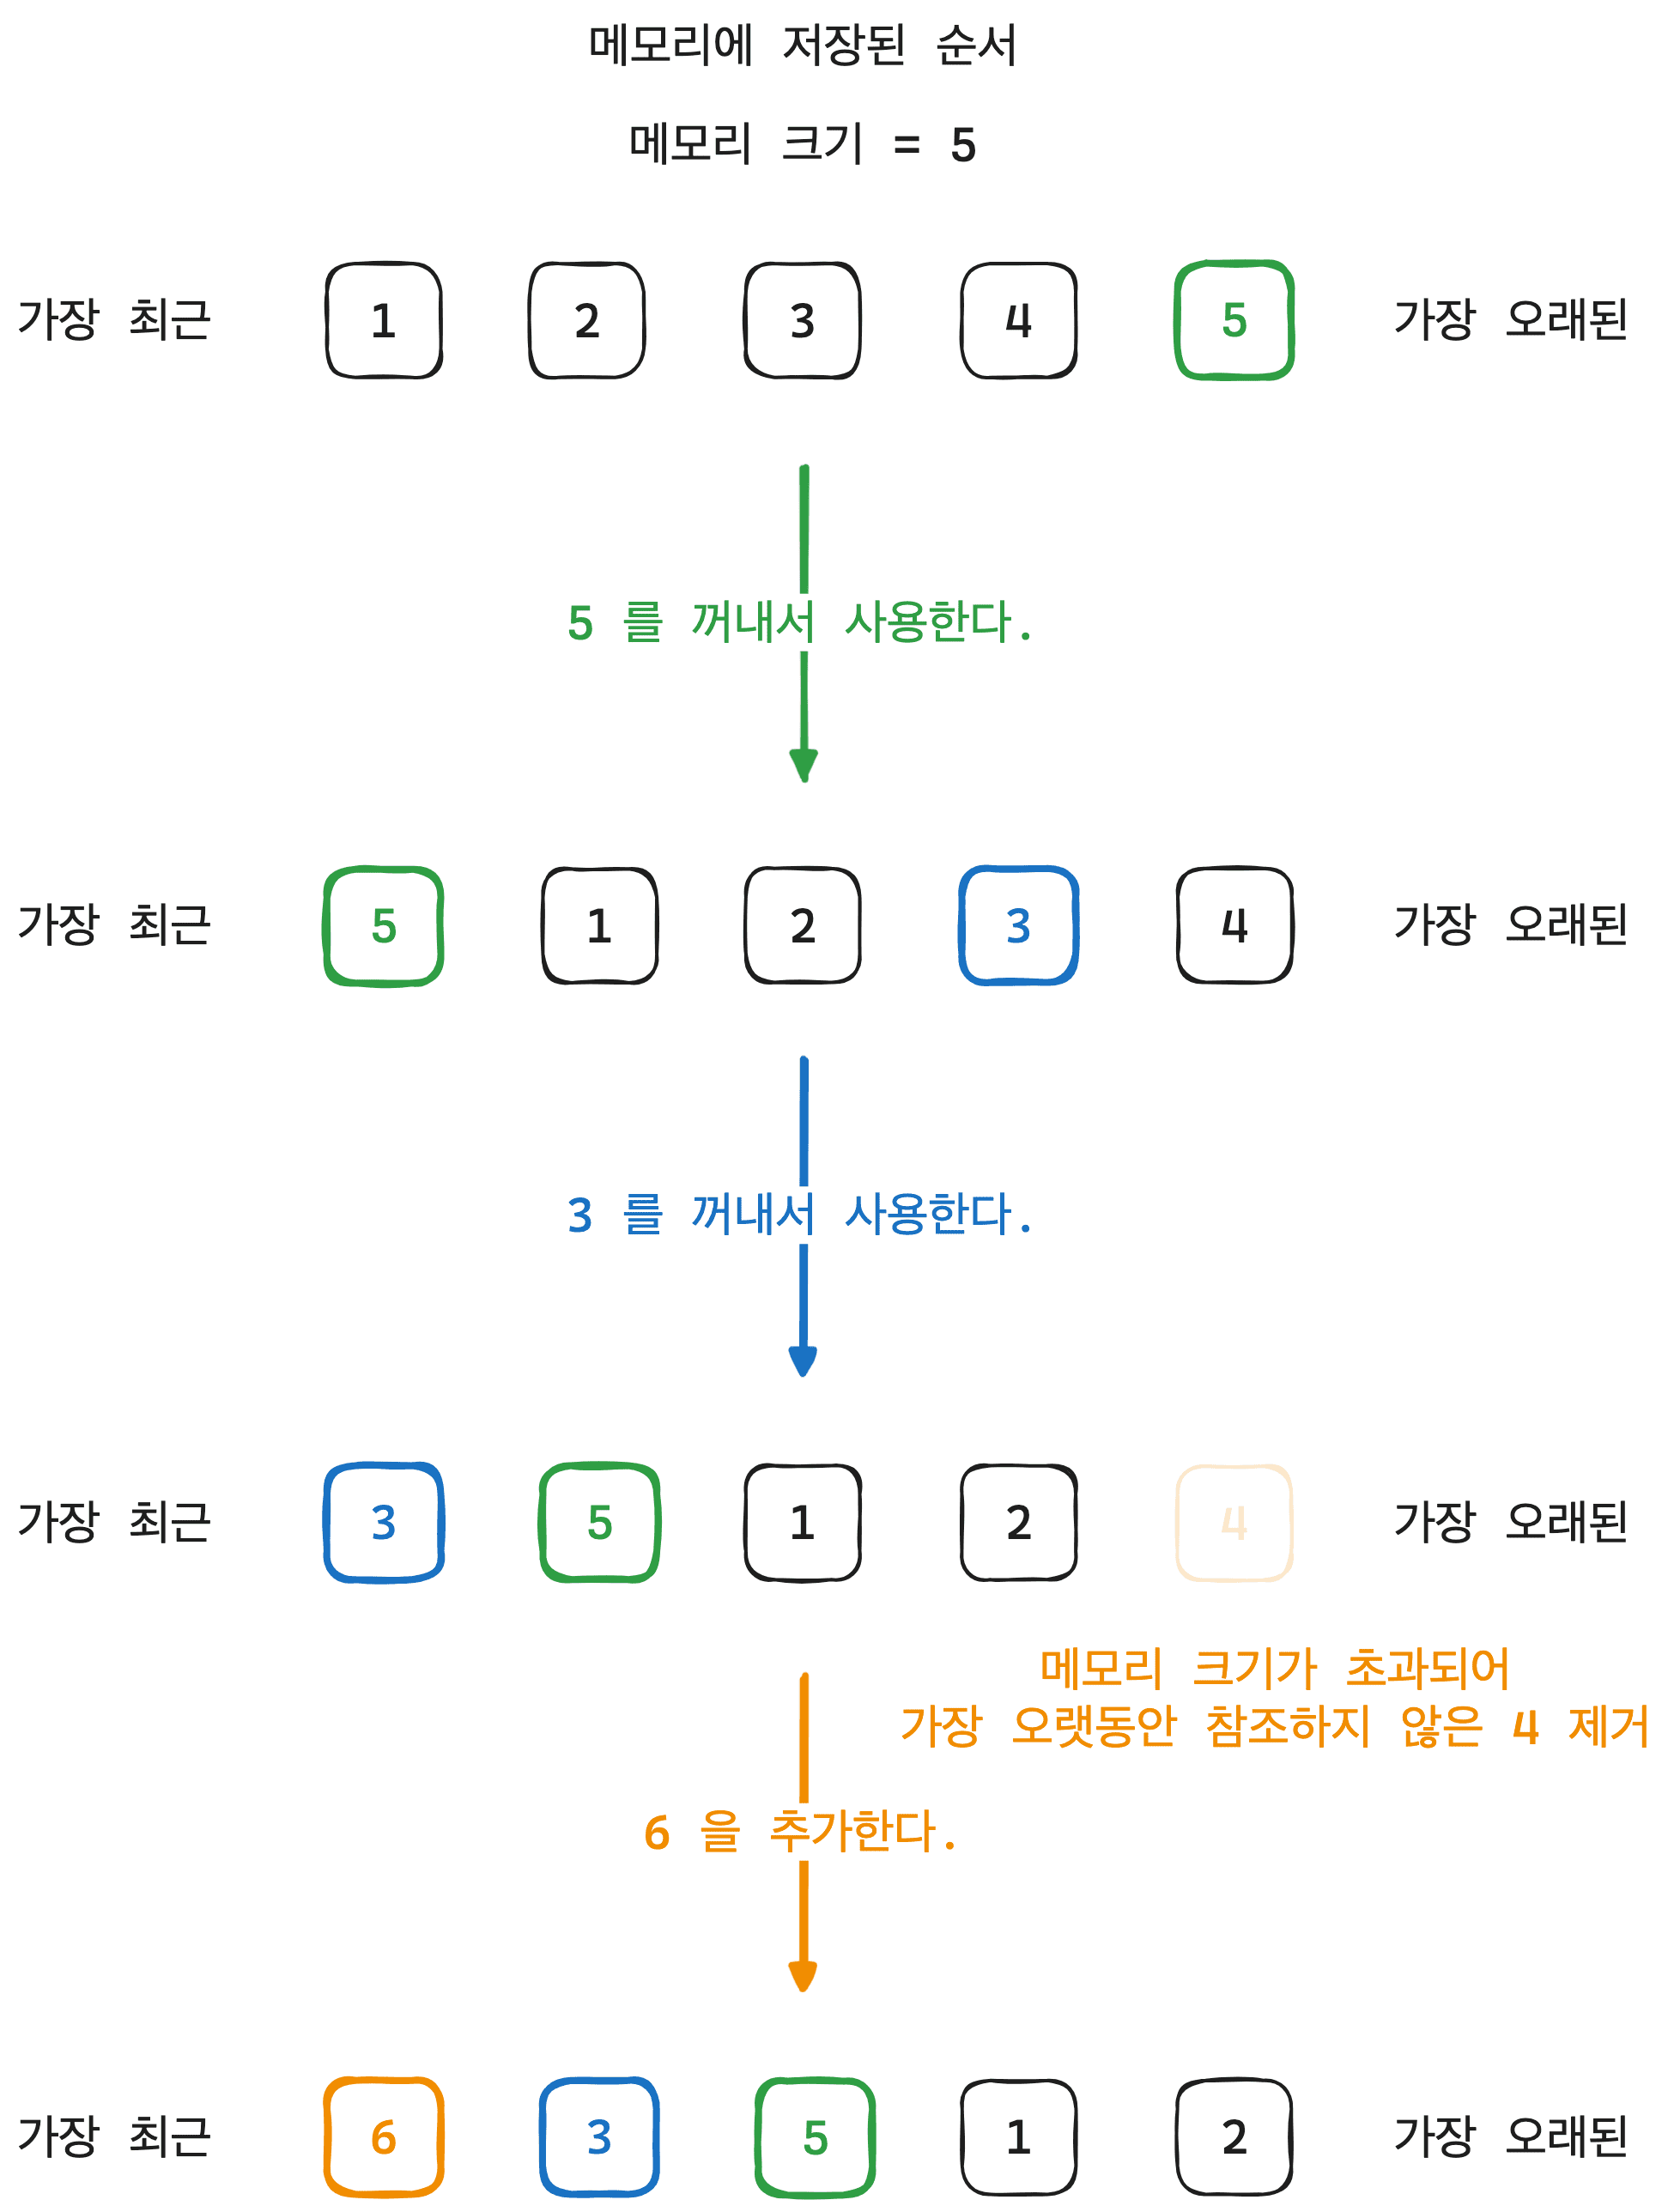 메모리에 저장된 순서
메모리 크기 = 5
가장 최근 1 2 3 4 5 가장 오래된
5 를 꺼내서 사용한다.
가장 최근 5 1 2 3 4 가장 오래된
3 를 꺼내서 사용한다.
가장 최근 3 5 1 2 4 가장 오래된
메모리 크기가 초과되어
가장 오랫동안 참조하지 않은 4 제거
6 을 추가한다.
가장 최근 6 3 5 1 2 가장 오래된